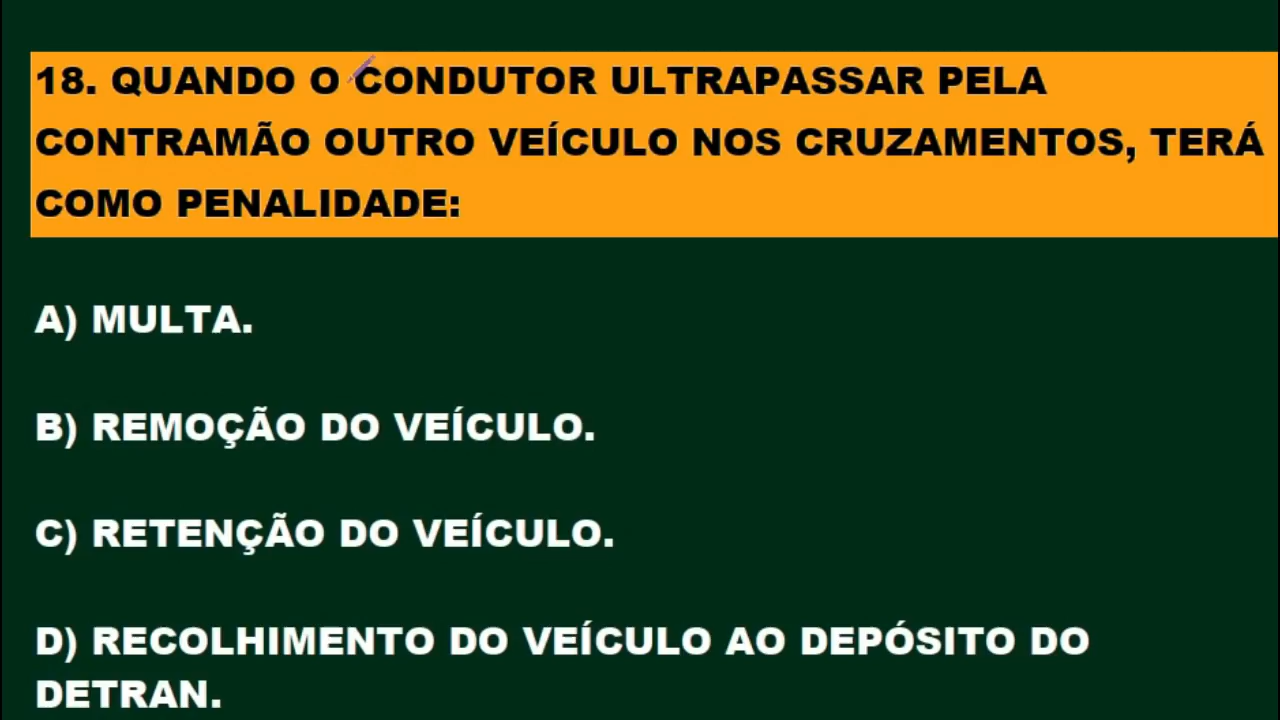 18. QUANDO O CONDUTOR ULTRAPASSAR PELA
CONTRAMÃO OUTRO VEÍCULO NOS CRUZAMENTOS, TERÁ
COMO PENALIDADE:
A) MULTA.
B) REMOÇÃO DO VEÍCULO.
C) RETENÇÃO DO VEÍCULO.
D) RECOLHIMENTO DO VEÍCULO AO DEPÓSITO DO
DETRAN.